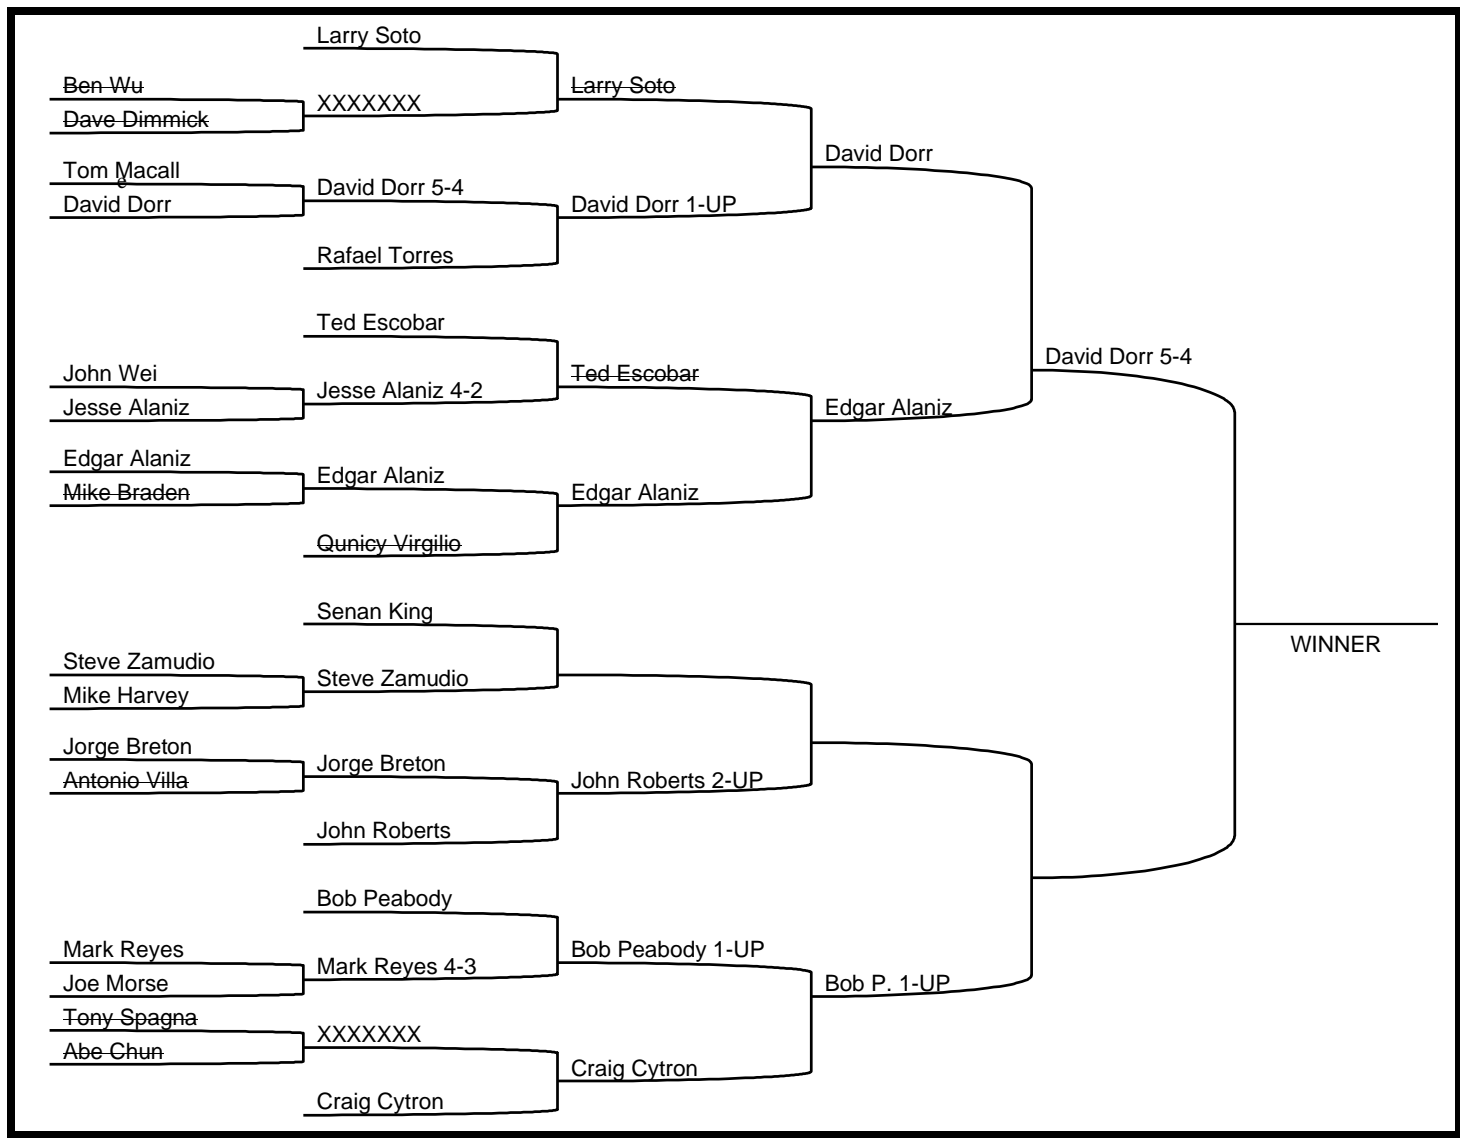 Larry Soto
Ben Wu
XXXXXXX
Larry Soto
Dave Dimmick
David Dorr
Tom Macall
e
David Dorr 5-4
David Dorr
David Dorr 1-UP
Rafael Torres
Ted Escobar
David Dorr 5-4
John Wei
Ted Escobar
Jesse Alaniz 4-2
Jesse Alaniz
Edgar Alaniz
Edgar Alaniz
Edgar Alaniz
Mike Braden
Edgar Alaniz
Qunicy Virgilio
Senan King
WINNER
Steve Zamudio
Steve Zamudio
Mike Harvey
Jorge Breton
Jorge Breton
Antonio Villa
John Roberts 2-UP
John Roberts
Bob Peabody
Mark Reyes
Bob Peabody 1-UP
Mark Reyes 4-3
Joe Morse
Bob P. 1-UP
Tony Spagna
XXXXXXX
Abe Chun
Craig Cytron
Craig Cytron